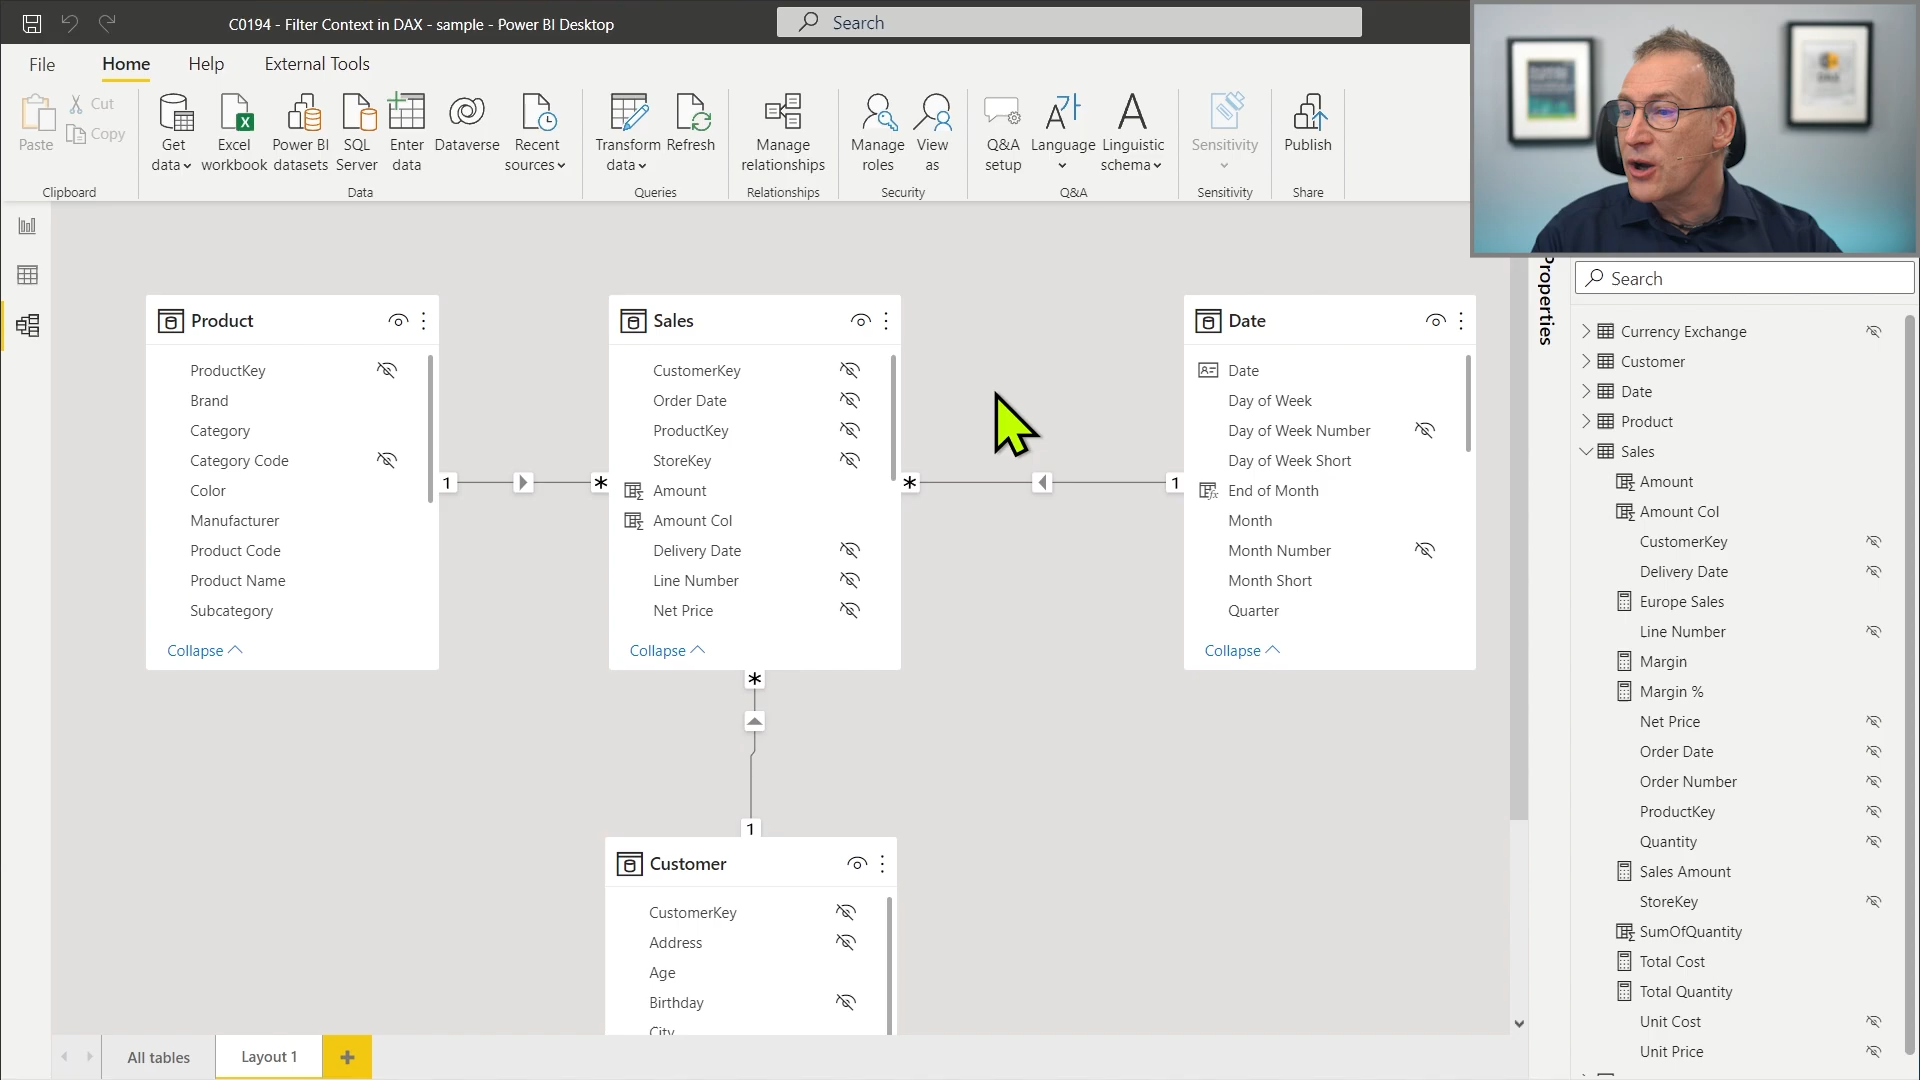 C0194 - Filter Context in DAX - sample - Power BI Desktop
Search
File
Home
Help
External Tools
Paste
Cut
Copy
Clipboard
Get data
Excel workbook
Power BI datasets
SQL Server
Enter data
Dataverse
Recent sources
Data
Transform data
Refresh
Queries
Manage relationships
Relationships
Manage roles
View as
Security
Q&A setup
Language
Linguistic schema
Q&A
Sensitivity
Sensitivity
Publish
Share
Product
ProductKey
Brand
Category
Category Code
Color
Manufacturer
Product Code
Product Name
Subcategory
Collapse
1
*
Sales
CustomerKey
Order Date
ProductKey
StoreKey
Amount
Amount Col
Delivery Date
Line Number
Net Price
Collapse
*
1
Date
Date
Day of Week
Day of Week Number
Day of Week Short
End of Month
Month
Month Number
Month Short
Quarter
Collapse
*
1
Customer
CustomerKey
Address
Age
Birthday
City
Properties
Search
Currency Exchange
Customer
Date
Product
Sales
Amount
Amount Col
CustomerKey
Delivery Date
Europe Sales
Line Number
Margin
Margin %
Net Price
Order Date
Order Number
ProductKey
Quantity
Sales Amount
StoreKey
SumOfQuantity
Total Cost
Total Quantity
Unit Cost
Unit Price
All tables
Layout 1
+